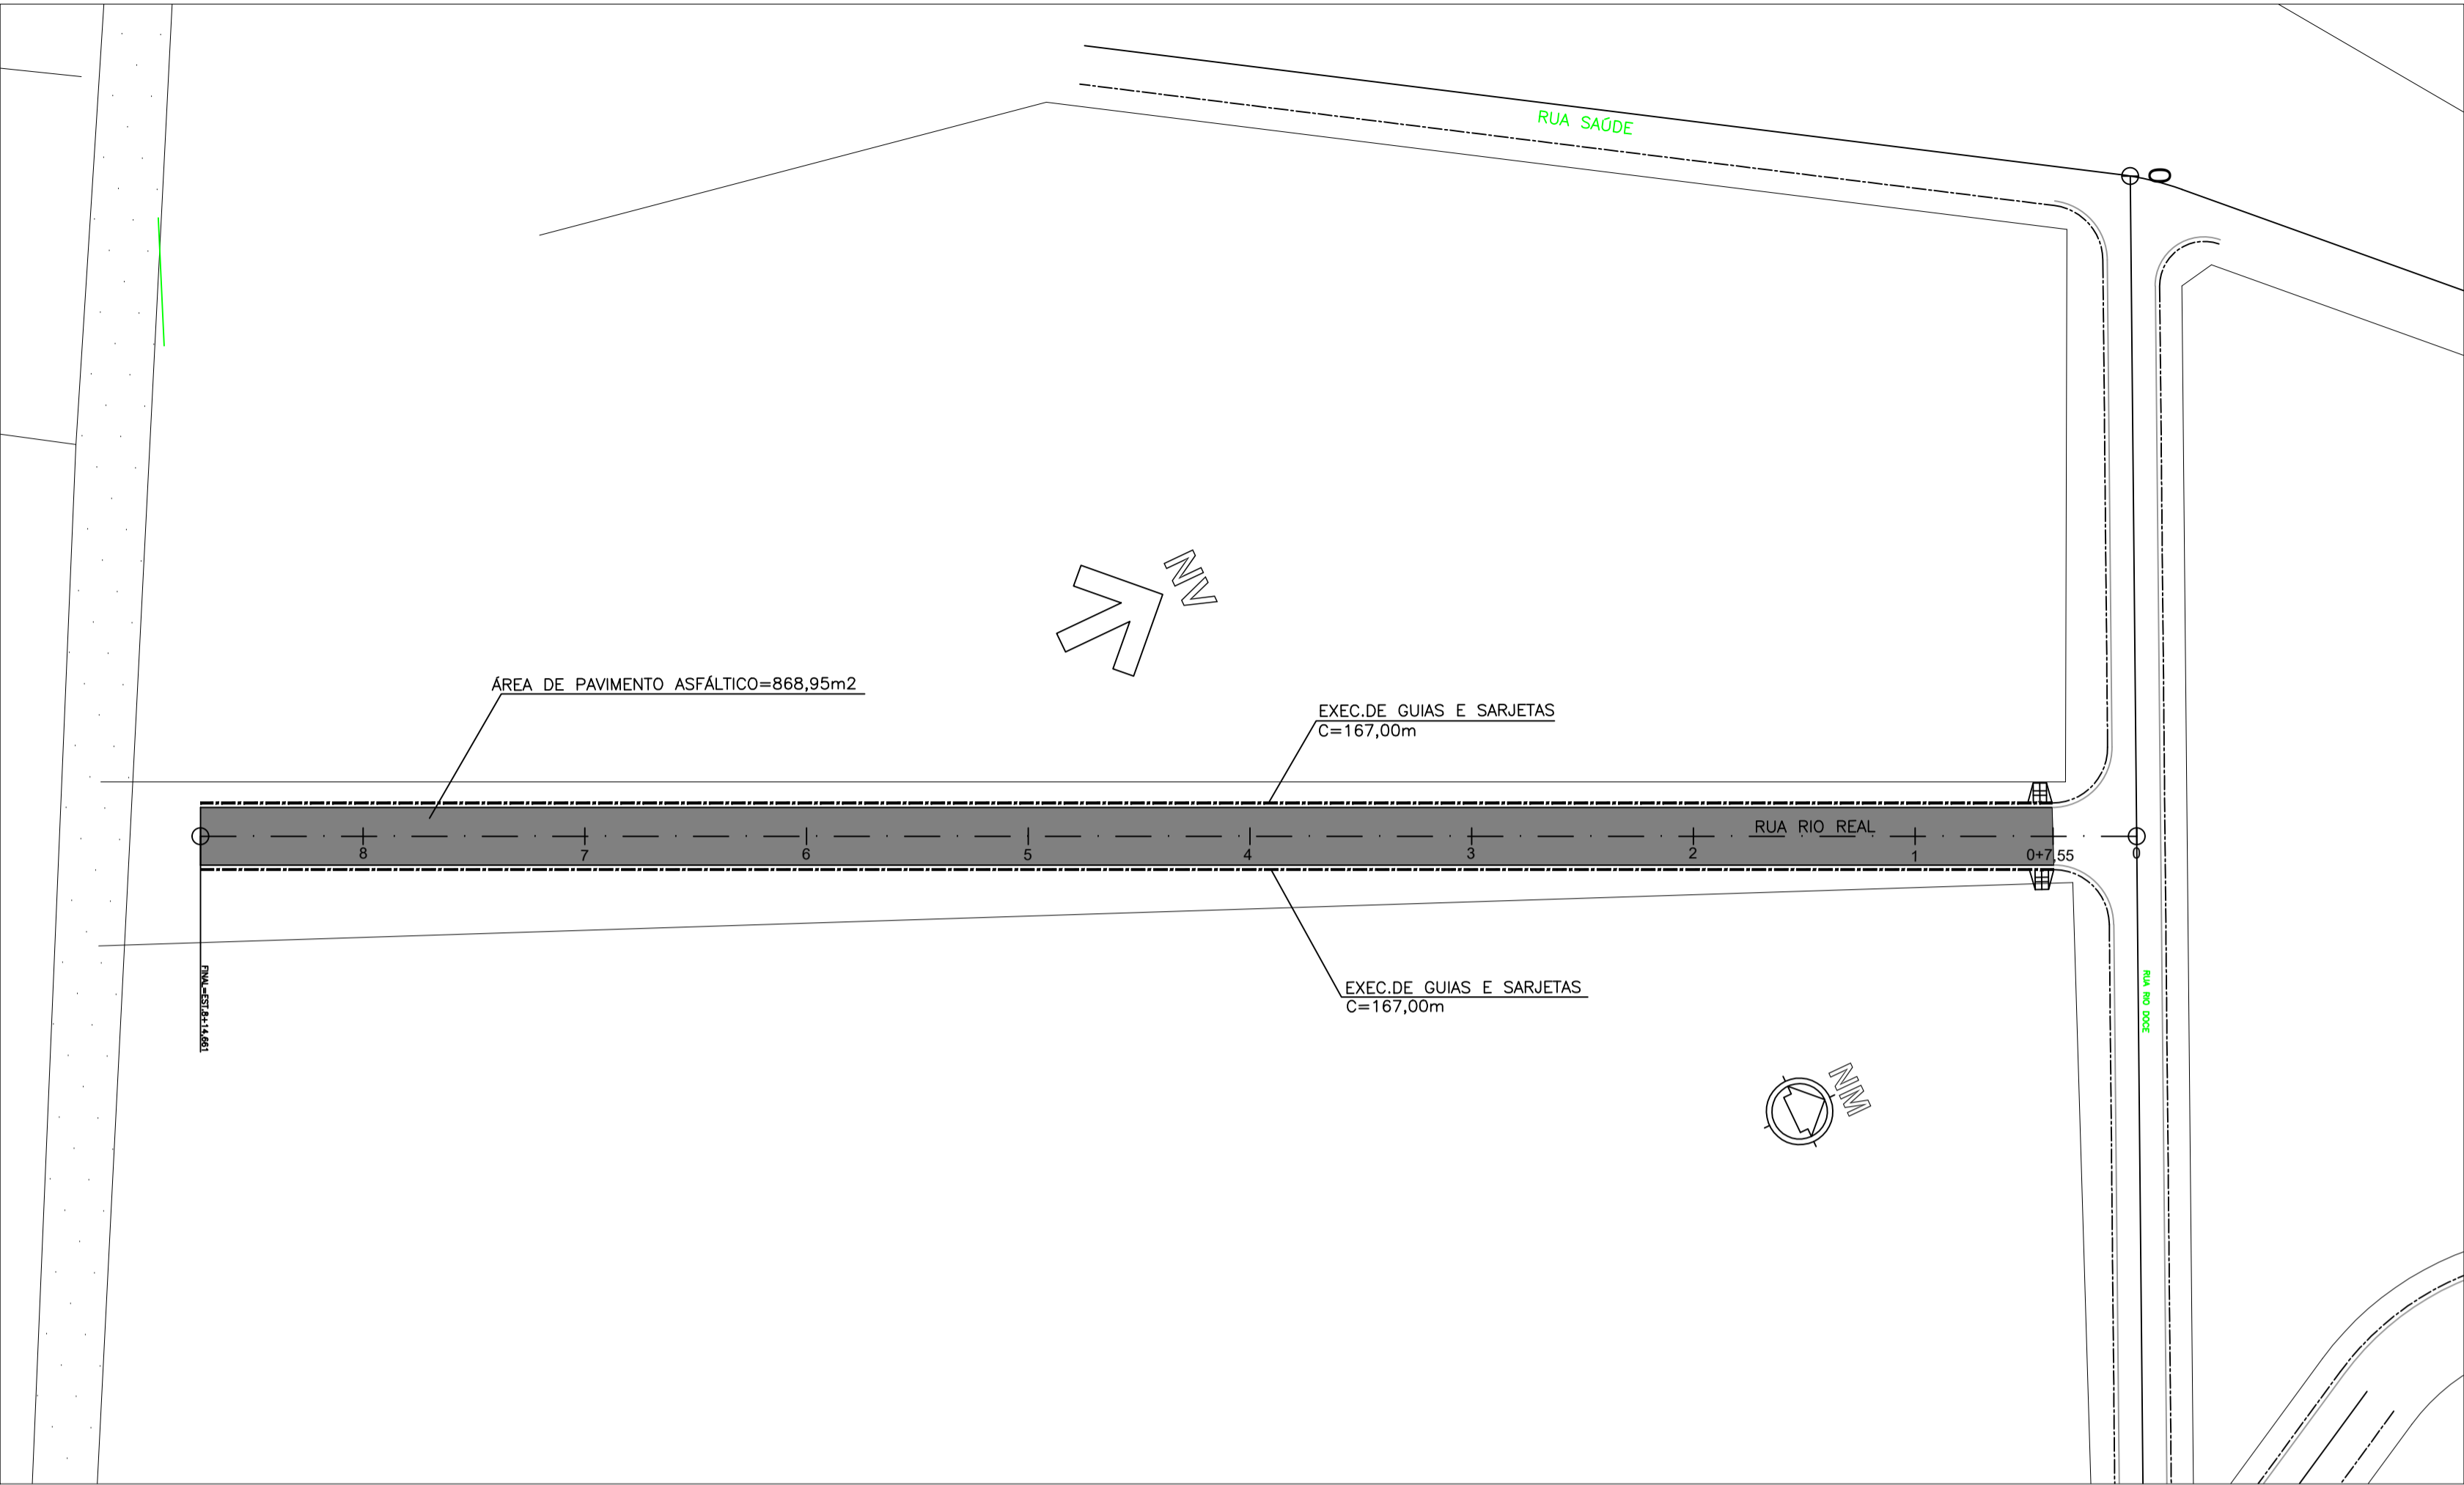 RUA SAÚDE
0
NV
ÁREA DE PAVIMENTO ASFÁLTICO=868,95m2
EXEC.DE GUIAS E SARJETAS
C=167,00m
RUA RIO REAL
8
7
6
5
4
3
2
1
0+7,55
0
FINAL=EST.8+14,661
EXEC.DE GUIAS E SARJETAS
C=167,00m
RUA RIO DOCE
NM